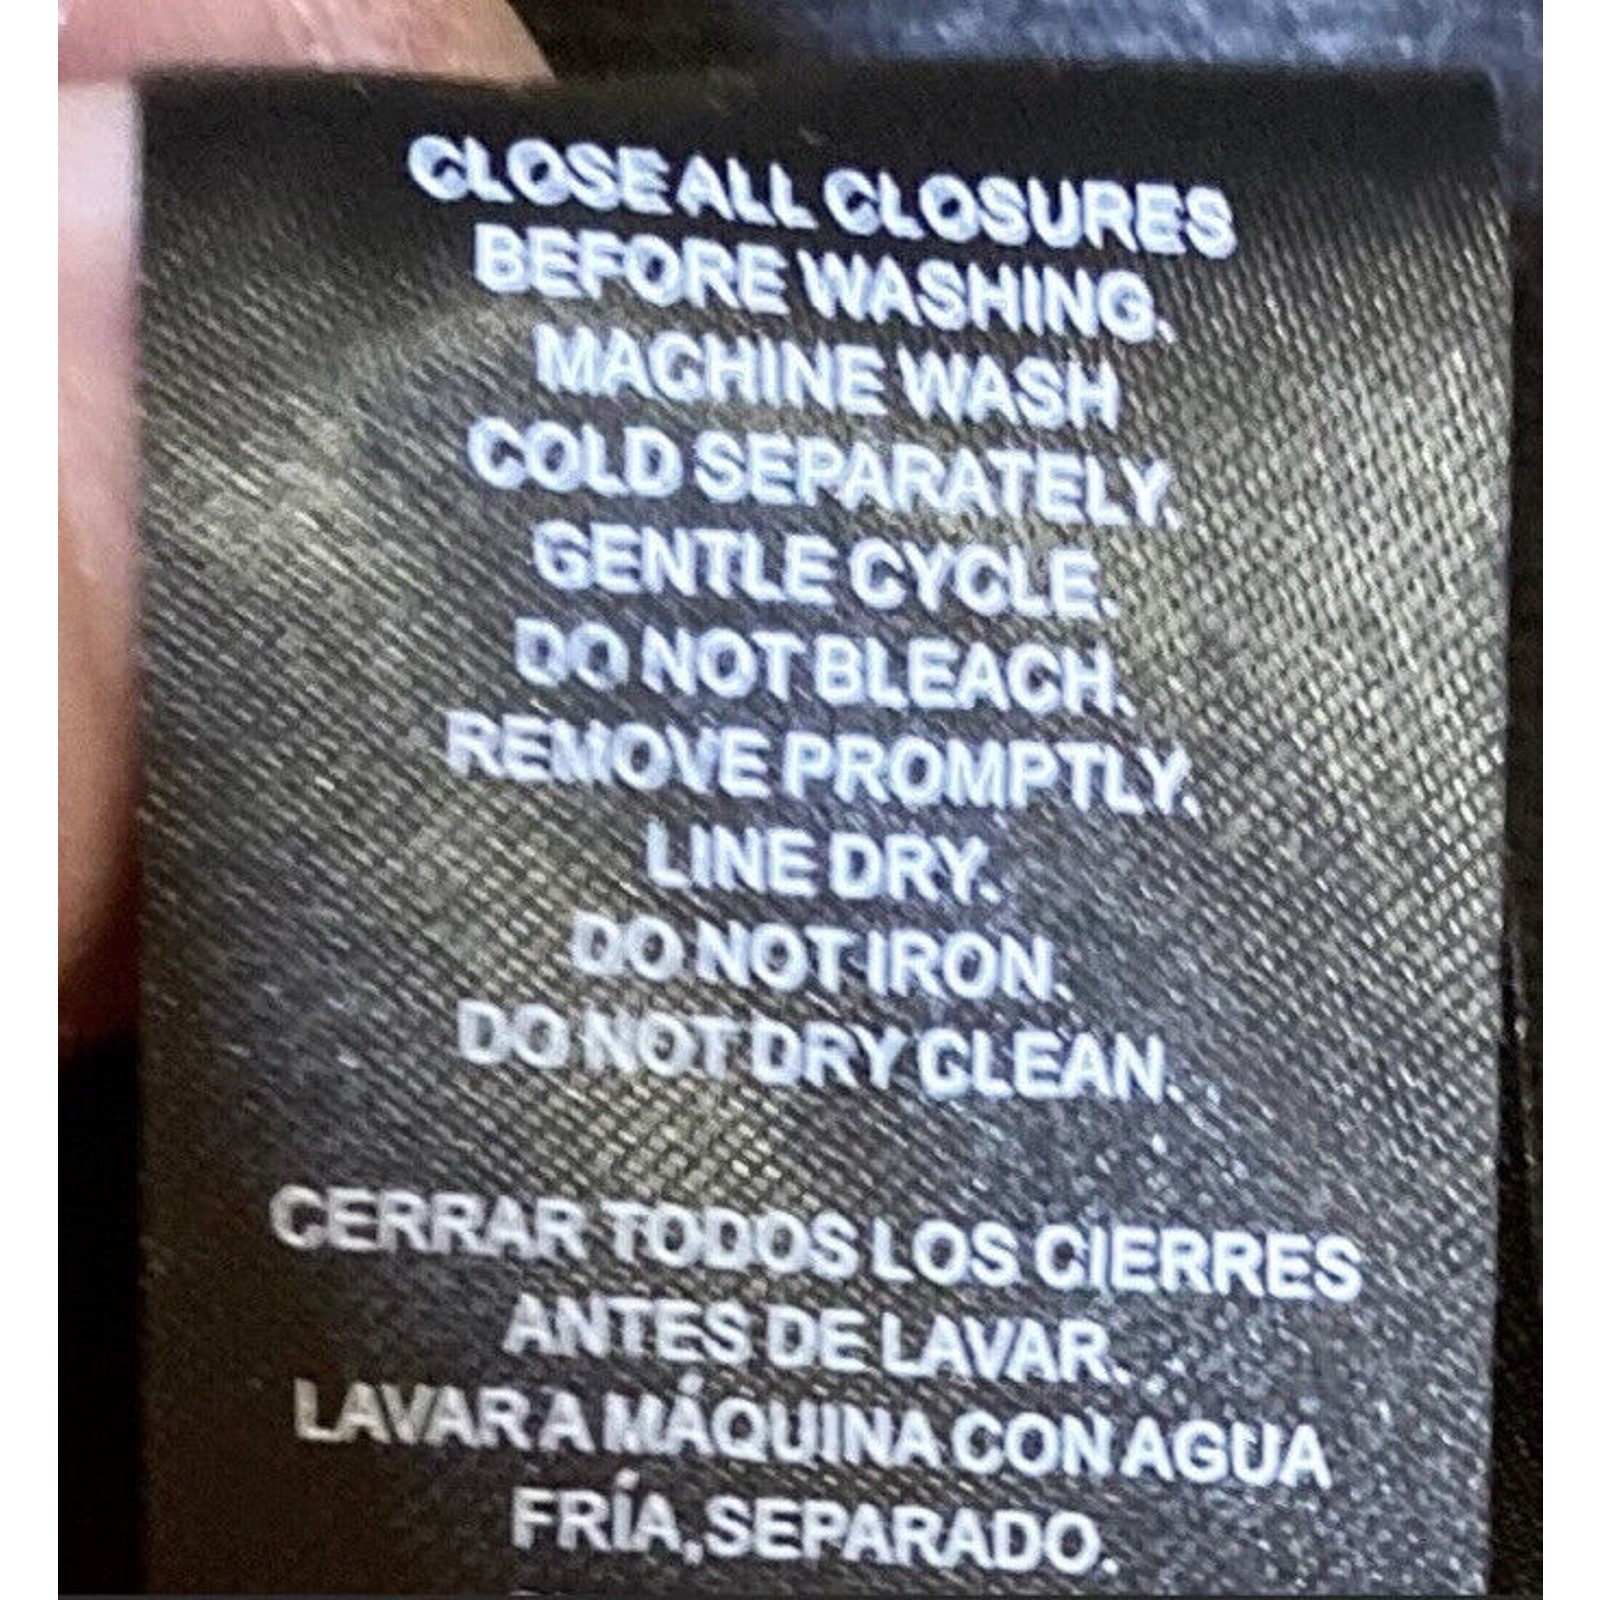 CLOSE ALL CLOSURES
BEFORE WASHING.
MACHINE WASH
COLD SEPARATELY.
GENTLE CYCLE.
DO NOT BLEACH.
REMOVE PROMPTLY.
LINE DRY.
DO NOT IRON.
DO NOT DRY CLEAN.
CERRAR TODOS LOS CIERRES
ANTES DE LAVAR.
LAVAR A MÁQUINA CON AGUA
FRÍA,SEPARADO.